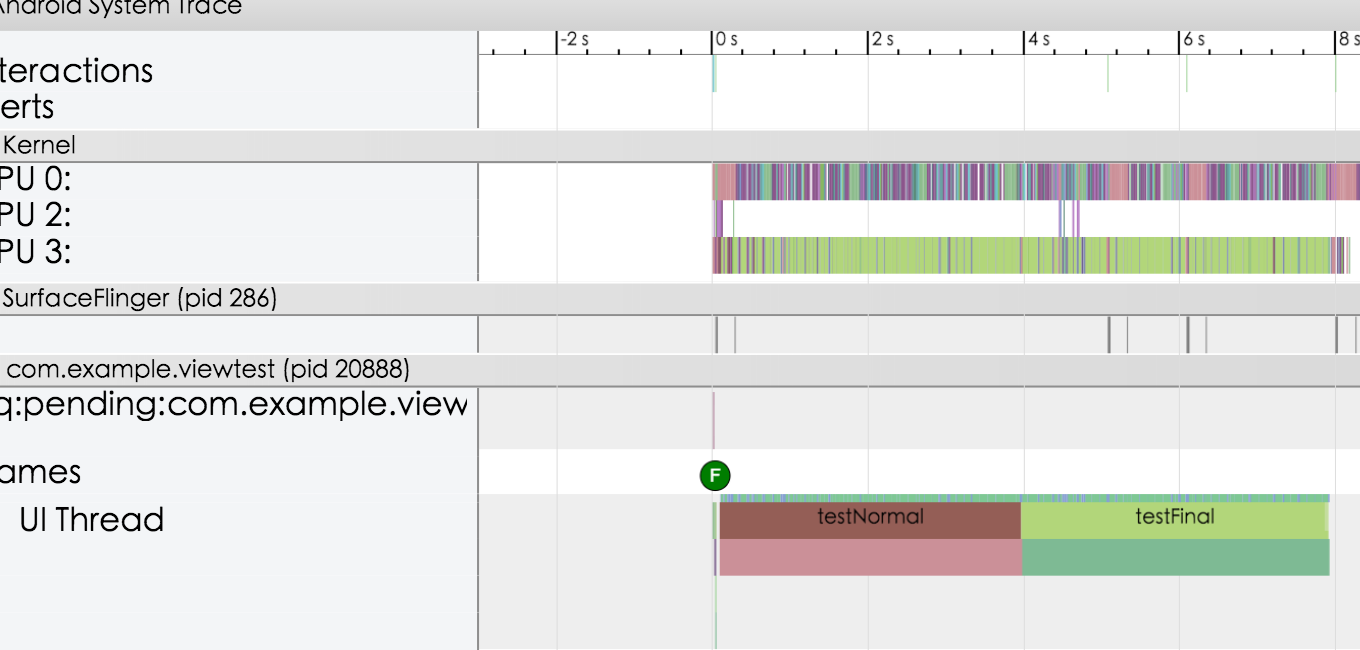 Android System Trace
-2 s 0 s 2 s 4 s 6 s 8 s
teractions
erts
Kernel
PU 0:
PU 2:
PU 3:
SurfaceFlinger (pid 286)
com.example.viewtest (pid 20888)
q:pending:com.example.view
ames
F
UI Thread
testNormal testFinal